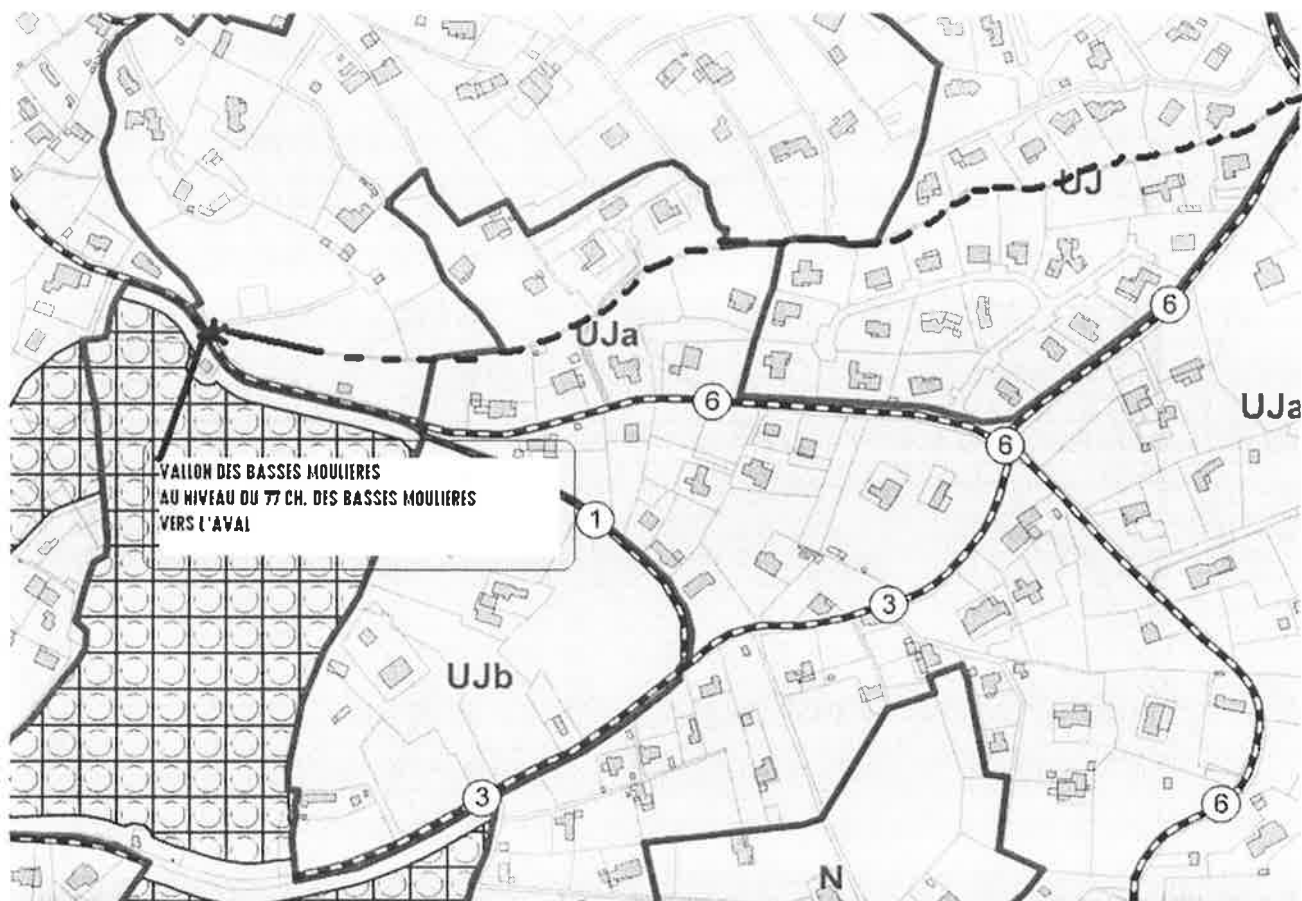 UJ
6
UJa
6
UJa
6
VALLON DES BASSES MOULIERES
AU NIVEAU DU 77 CH. DES BASSES MOULIERES
VERS L'AVAL
1
3
UJb
3
6
N